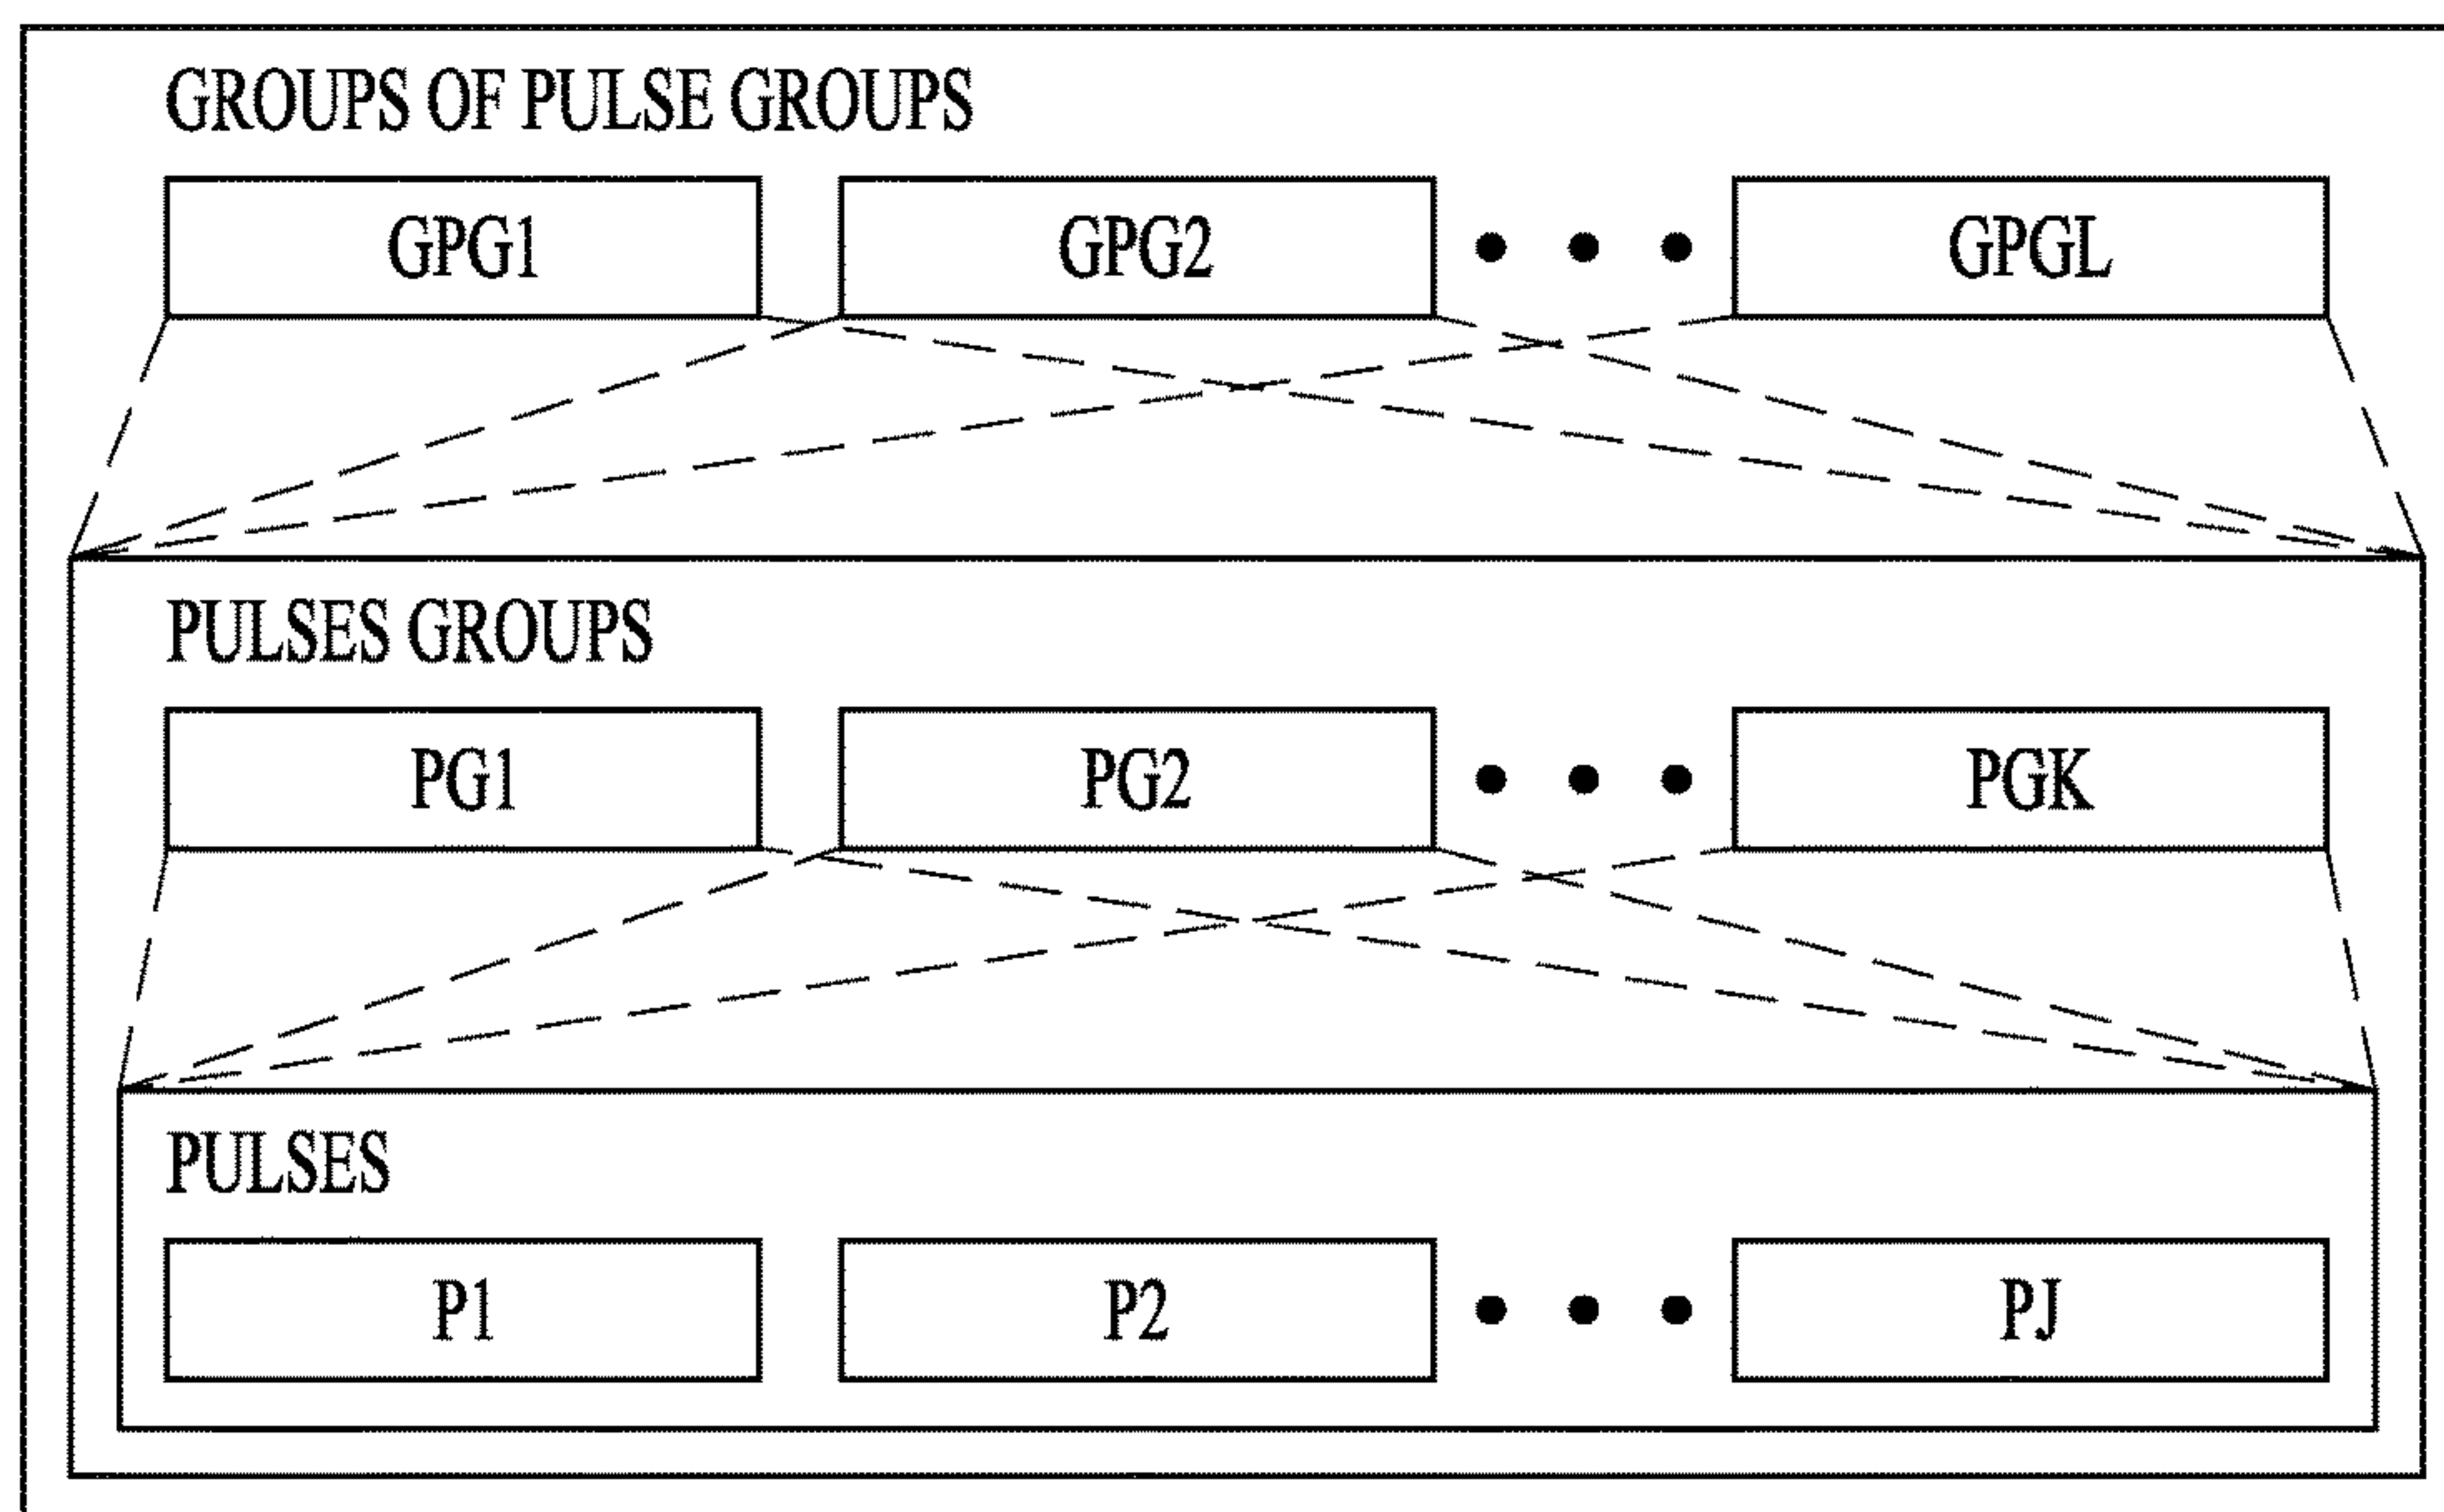 GROUPS OF PULSE GROUPS
GPG1 GPG2 GPGL
PULSES GROUPS
PG1 PG2 PGK
PULSES
P1 P2 PJ